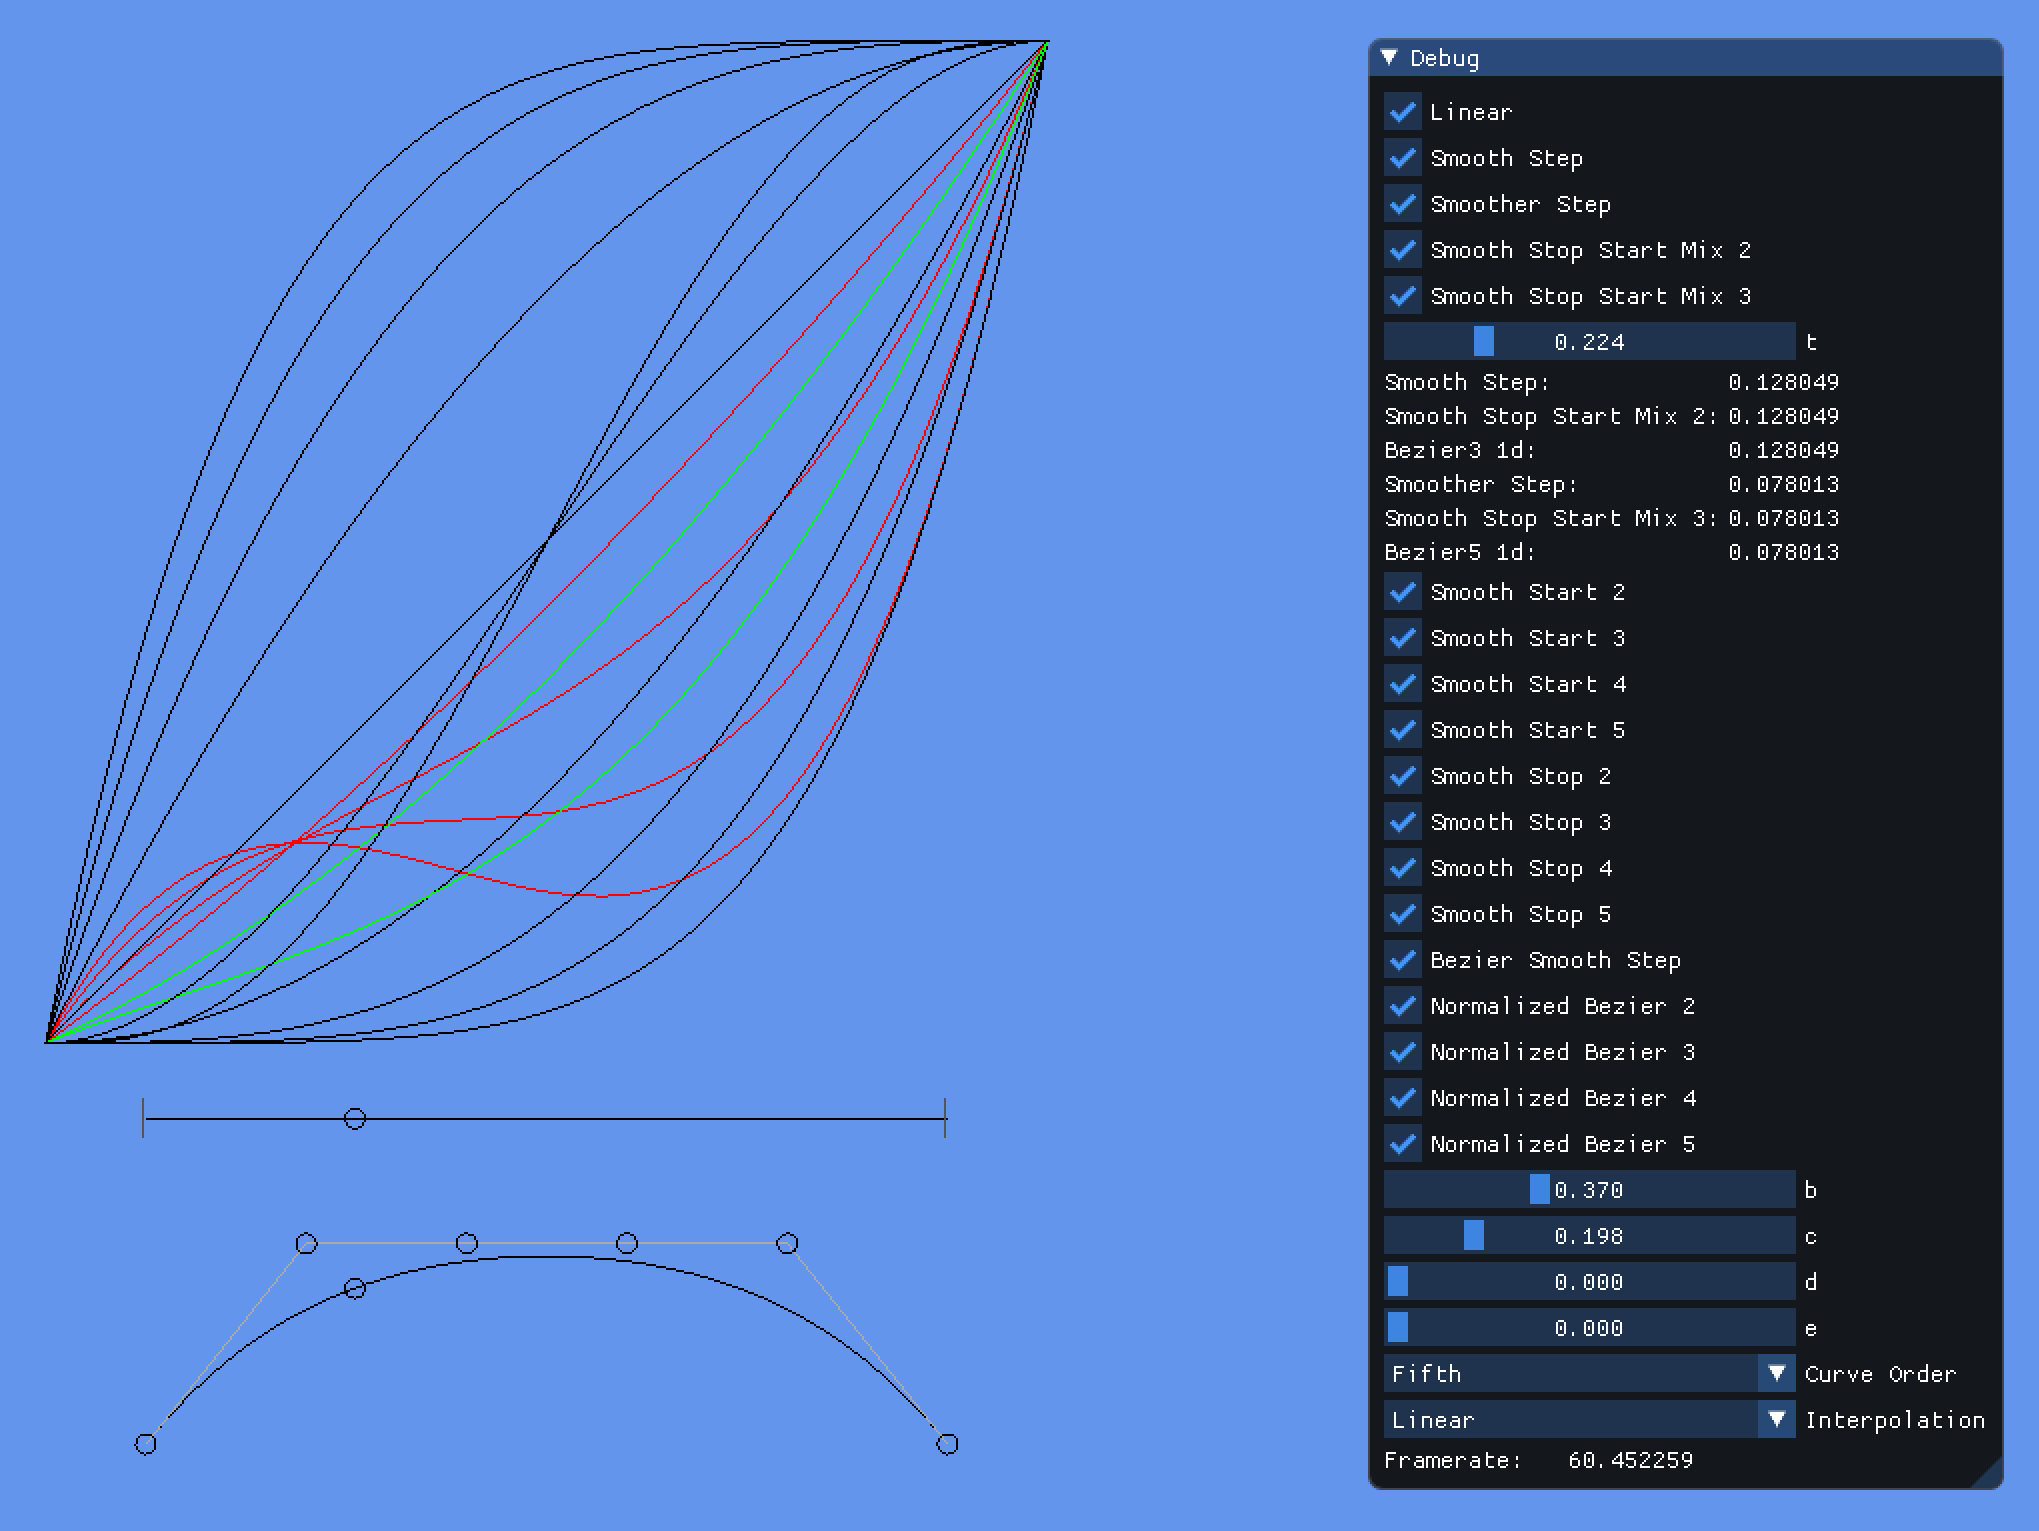 Debug
Linear
Smooth Step
Smoother Step
Smooth Stop Start Mix 2
Smooth Stop Start Mix 3
0.224 t
Smooth Step: 0.128049
Smooth Stop Start Mix 2: 0.128049
Bezier3 1d: 0.128049
Smoother Step: 0.078013
Smooth Stop Start Mix 3: 0.078013
Bezier5 1d: 0.078013
Smooth Start 2
Smooth Start 3
Smooth Start 4
Smooth Start 5
Smooth Stop 2
Smooth Stop 3
Smooth Stop 4
Smooth Stop 5
Bezier Smooth Step
Normalized Bezier 2
Normalized Bezier 3
Normalized Bezier 4
Normalized Bezier 5
0.370 b
0.198 c
0.000 d
0.000 e
Fifth Curve Order
Linear Interpolation
Framerate: 60.452259